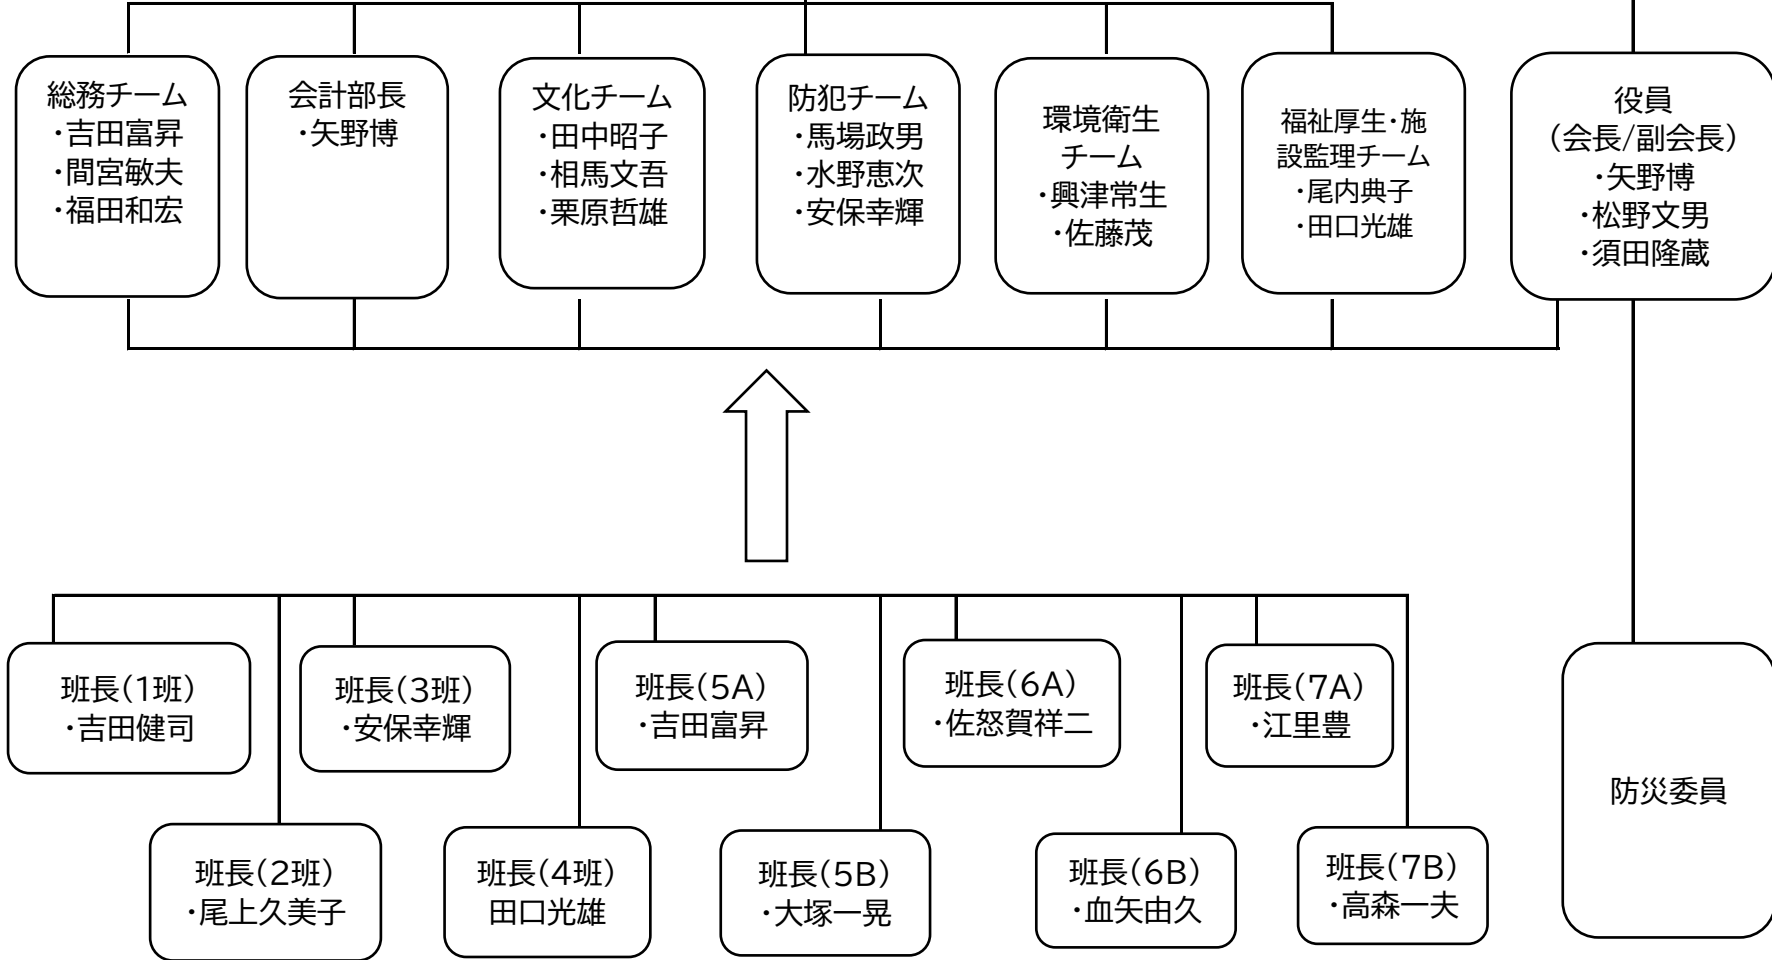 総務チーム
・吉田富昇
・間宮敏夫
・福田和宏
会計部長
・矢野博
文化チーム
・田中昭子
・相馬文吾
・栗原哲雄
防犯チーム
・馬場政男
・水野恵次
・安保幸輝
環境衛生
チーム
・興津常生
・佐藤茂
福祉厚生・施
設監理チーム
・尾内典子
・田口光雄
役員
（会長/副会長）
・矢野博
・松野文男
・須田隆蔵
班長（1班）
・吉田健司
班長（3班）
・安保幸輝
班長（5A）
・吉田富昇
班長（6A）
・佐怒賀祥二
班長（7A）
・江里豊
班長（2班）
・尾上久美子
班長（4班）
田口光雄
班長（5B）
・大塚一晃
班長（6B）
・血矢由久
班長（7B）
・高森一夫
防災委員